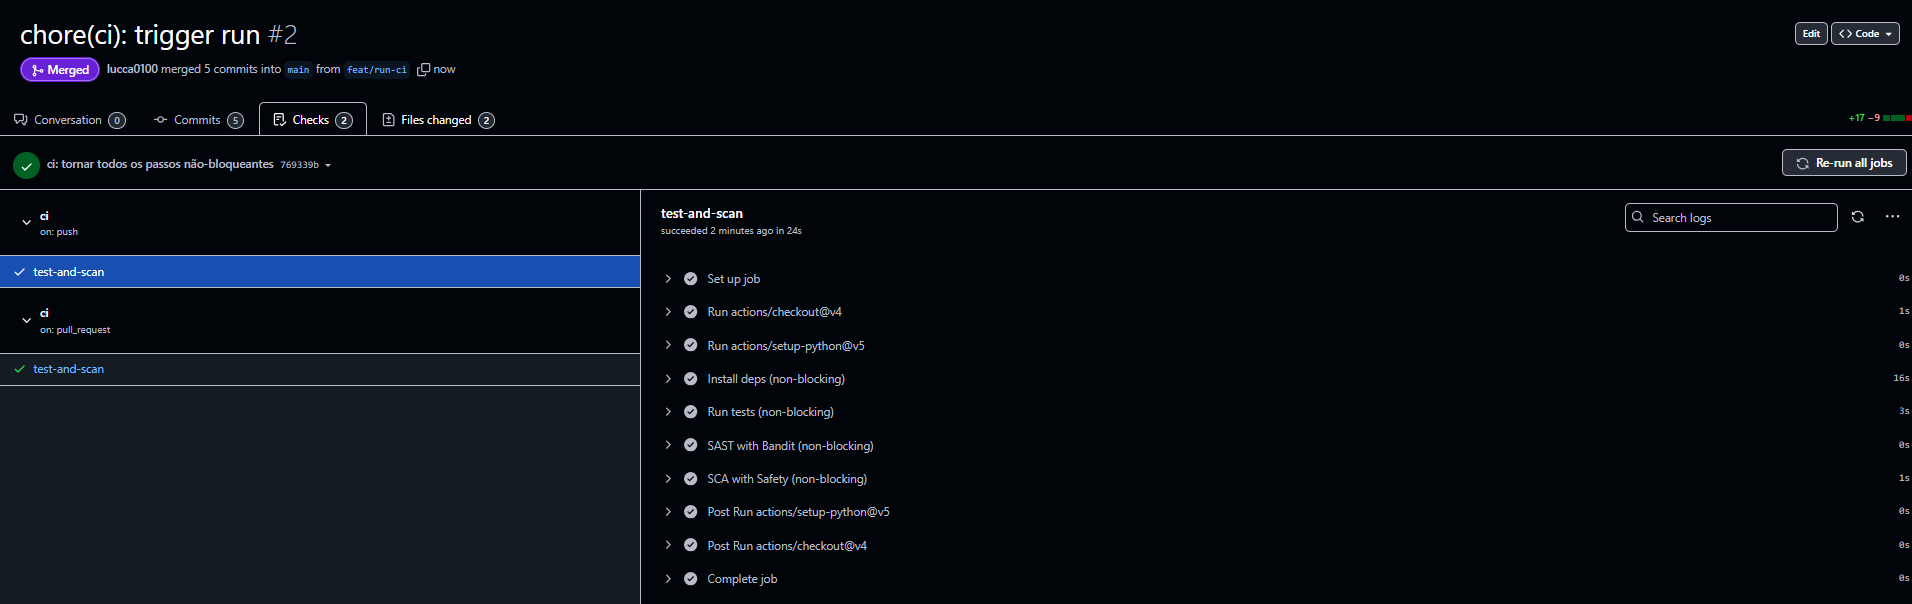 chore(ci): trigger run #2
Edit
<> Code
Merged
lucca0100 merged 5 commits into main from feat/run-ci now
Conversation 0
Commits 5
Checks 2
Files changed 2
+17 −9
ci: tornar todos os passos não-bloqueantes 769339b
Re-run all jobs
ci
on: push
test-and-scan
ci
on: pull_request
test-and-scan
test-and-scan
succeeded 2 minutes ago in 24s
Search logs
Set up job 0s
Run actions/checkout@v4 1s
Run actions/setup-python@v5 0s
Install deps (non-blocking) 16s
Run tests (non-blocking) 3s
SAST with Bandit (non-blocking) 0s
SCA with Safety (non-blocking) 1s
Post Run actions/setup-python@v5 0s
Post Run actions/checkout@v4 0s
Complete job 0s